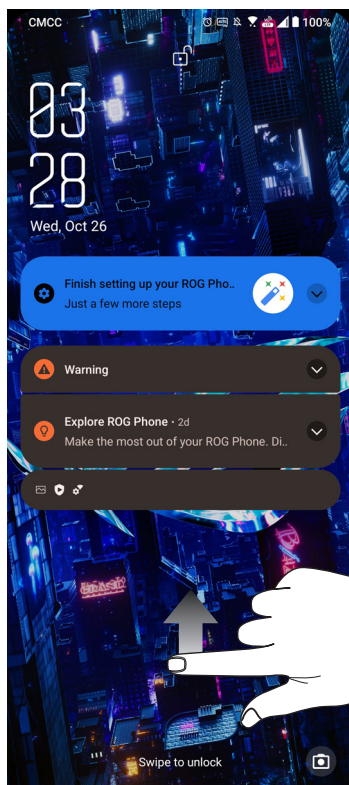 CMCC
100%
03
28
Wed, Oct 26
Finish setting up your ROG Pho..
Just a few more steps
Warning
Explore ROG Phone · 2d
Make the most out of your ROG Phone. Di..
Swipe to unlock